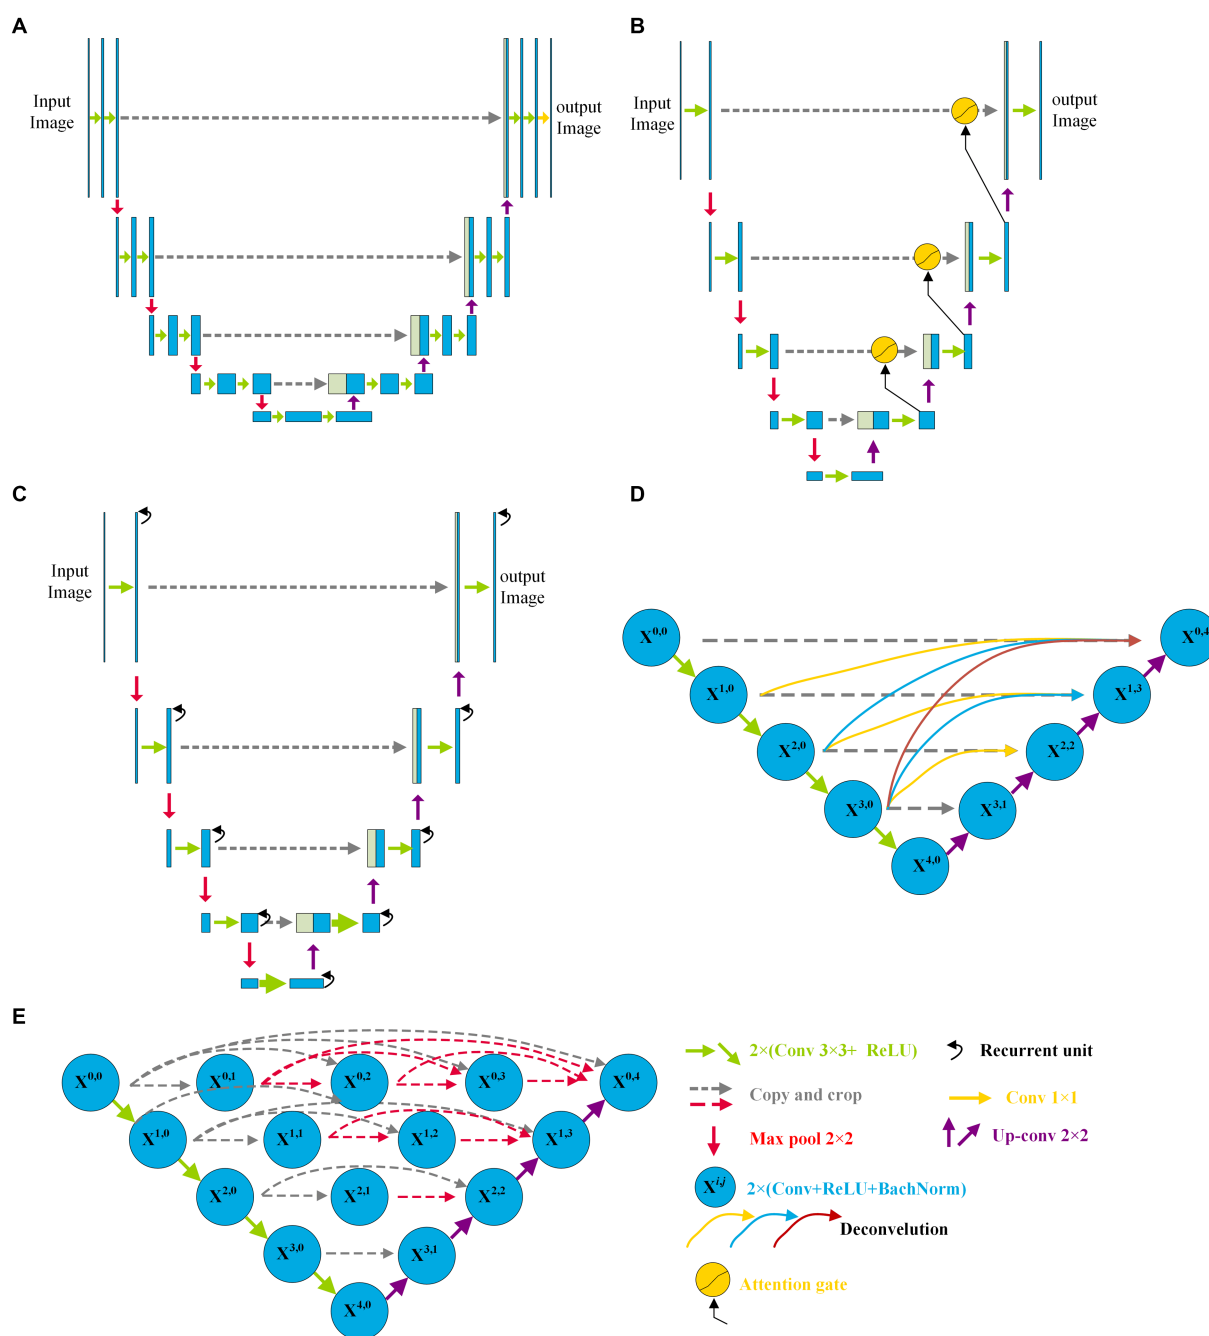 A
Input
Image
output
Image
B
Input
Image
output
Image
C
Input
Image
output
Image
D
X0,0
X0,4
X1,0
X1,3
X2,0
X2,2
X3,0
X3,1
X4,0
E
X0,0
X0,1
X0,2
X0,3
X0,4
X1,0
X1,1
X1,2
X1,3
X2,0
X2,1
X2,2
X3,0
X3,1
X4,0
2×(Conv 3×3+ ReLU)
Recurrent unit
Copy and crop
Conv 1×1
Max pool 2×2
Up-conv 2×2
Xi,j
2×(Conv+ReLU+BachNorm)
Deconvelution
Attention gate